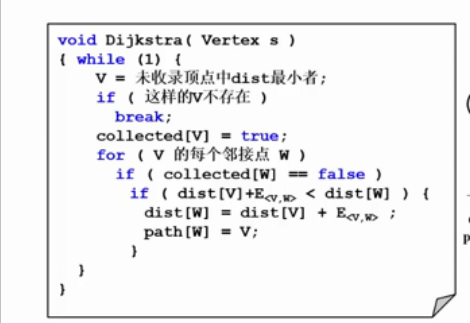 void Dijkstra( Vertex s )
{ while (1) {
V = 未收录顶点中dist最小者;
if ( 这样的V不存在 )
break;
collected[V] = true;
for ( V 的每个邻接点 W )
if ( collected[W] == false )
if ( dist[V]+E<V,W> < dist[W] ) {
dist[W] = dist[V] + E<V,W> ;
path[W] = V;
}
}
}